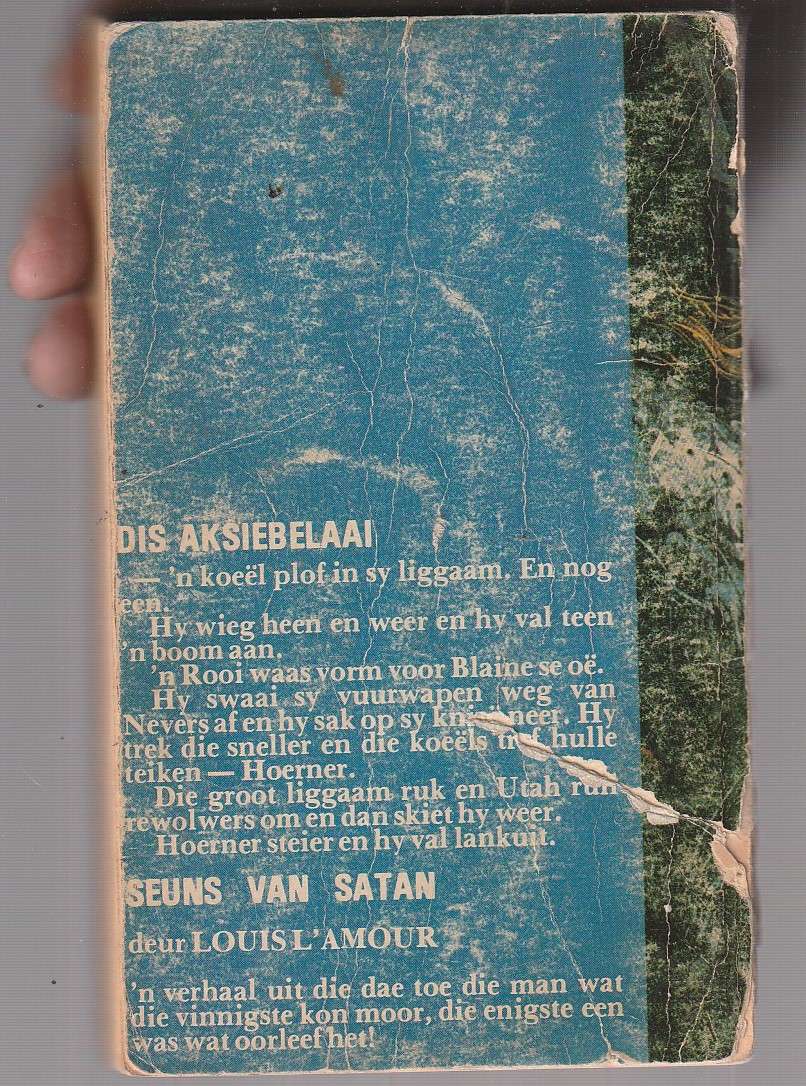 DIS AKSIEBELAAI
— 'n koeël plof in sy liggaam. En nog
een.
Hy wieg heen en weer en hy val teen
'n boom aan.
'n Rooi waas vorm voor Blaine se oë.
Hy swaai sy vuurwapen weg van
Nevers af en hy sak op sy neer. Hy
trek die sneller en die koeëls tref hulle
teiken — Hoerner.
Die groot liggaam ruk en Utah ruil
rewolwers om en dan skiet hy weer.
Hoerner steier en hy val lankuit.
SEUNS VAN SATAN
deur LOUIS L'AMOUR
'n verhaal uit die dae toe die man wat
die vinnigste kon moor, die enigste een
was wat oorleef het!